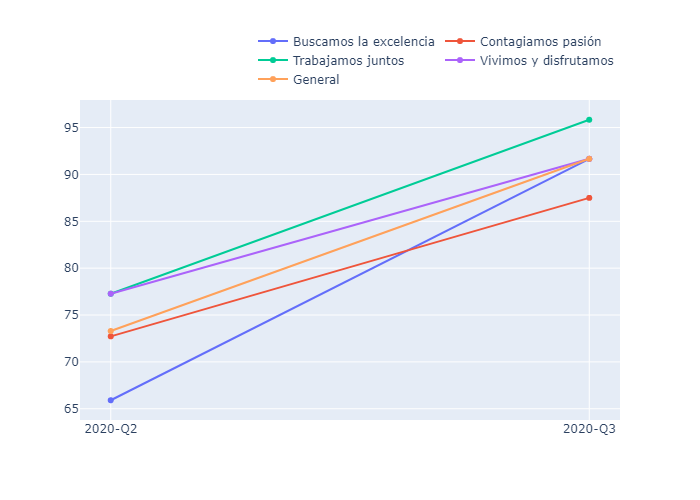 Buscamos la excelencia Contagiamos pasión
Trabajamos juntos Vivimos y disfrutamos
General
95
90
85
80
75
70
65
2020-Q2 2020-Q3